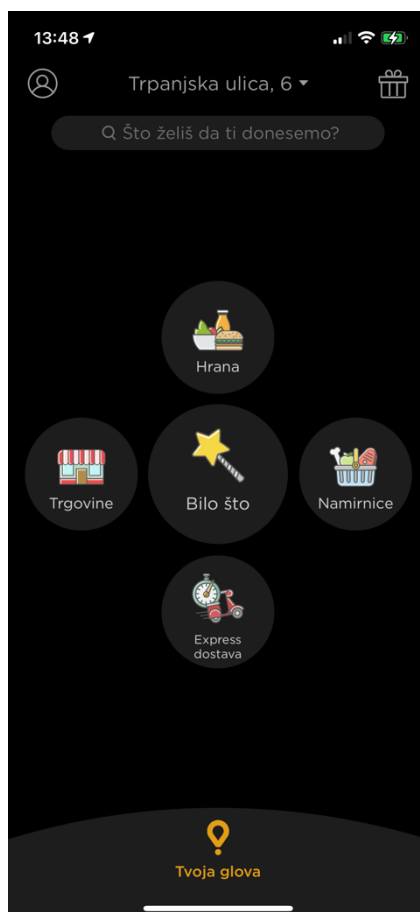 13:48
Trpanjska ulica, 6
Što želiš da ti donesemo?
Hrana
Trgovine
Bilo što
Namirnice
Express
dostava
Tvoja glova